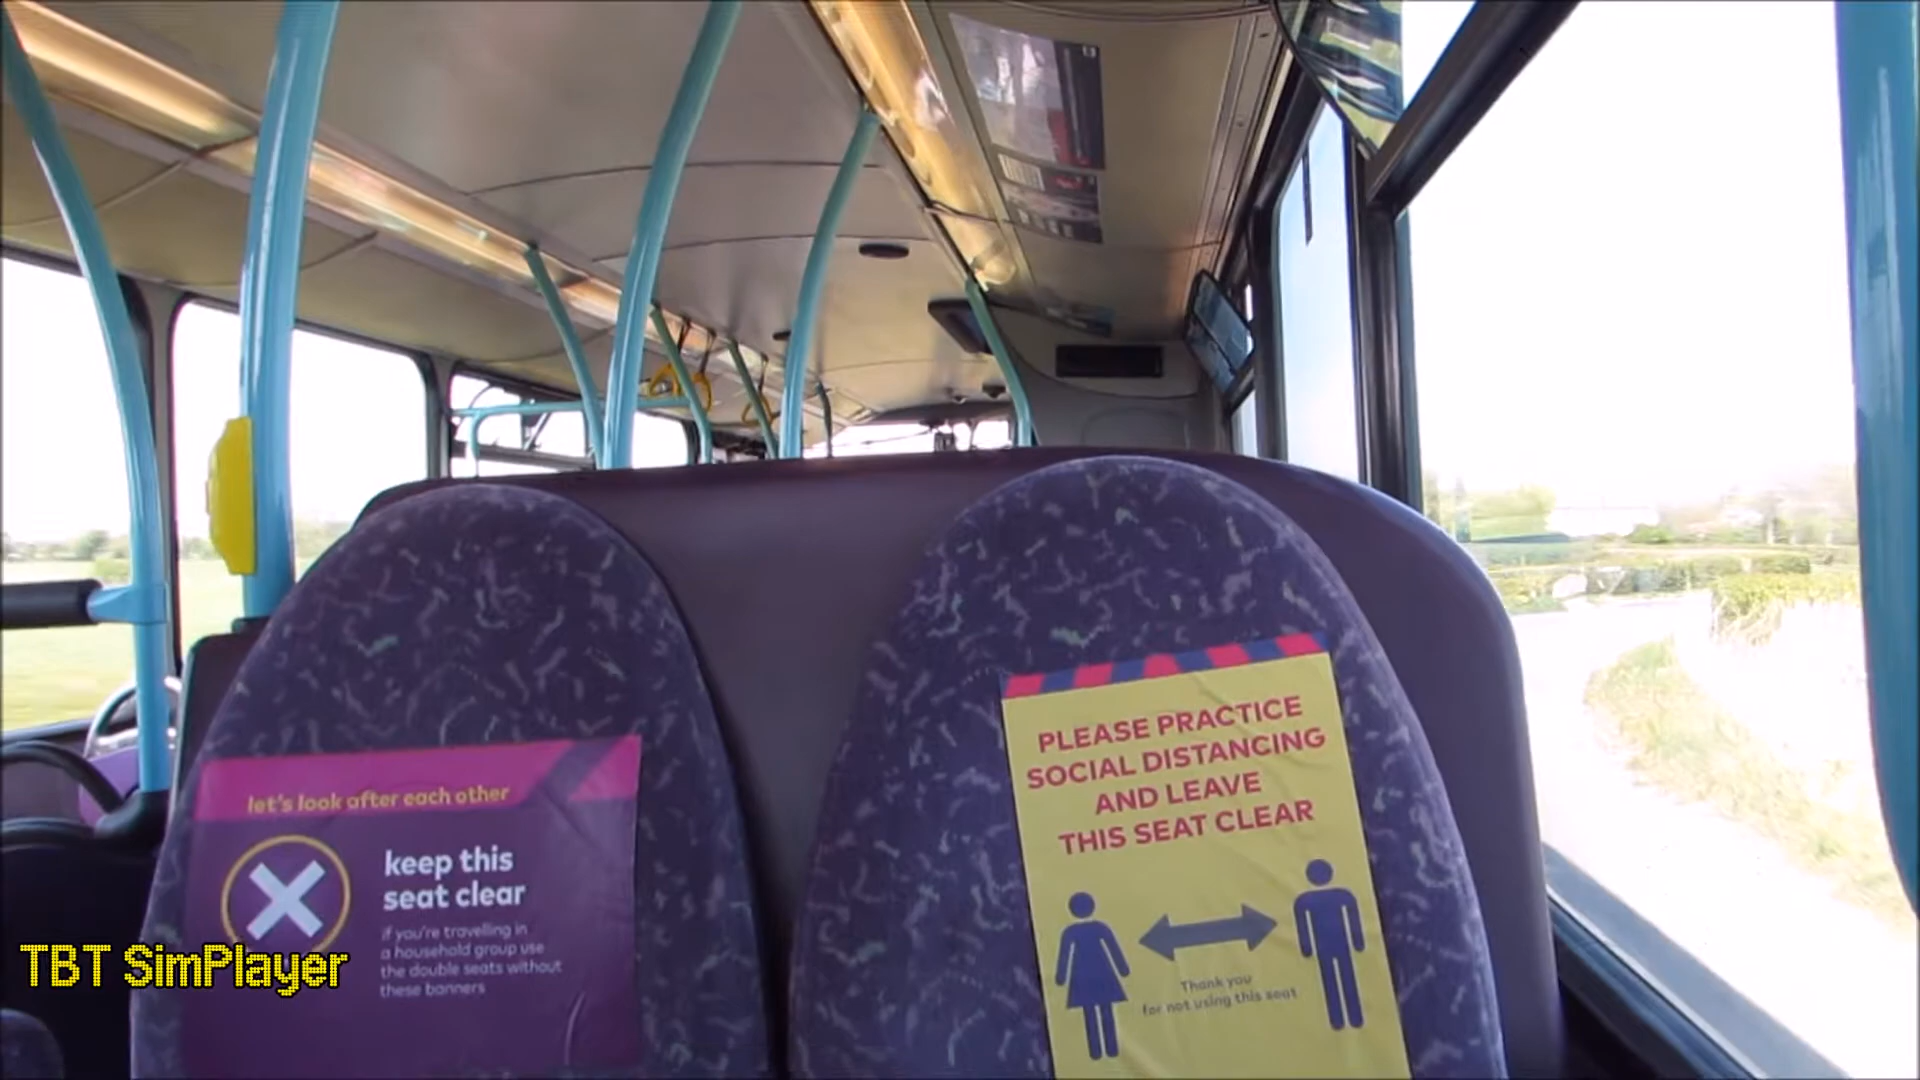 let's look after each other
keep this
seat clear
if you're travelling in
a household group use
the double seats without
these banners
PLEASE PRACTICE
SOCIAL DISTANCING
AND LEAVE
THIS SEAT CLEAR
Thank you
for not using this seat
TBT SimPlayer